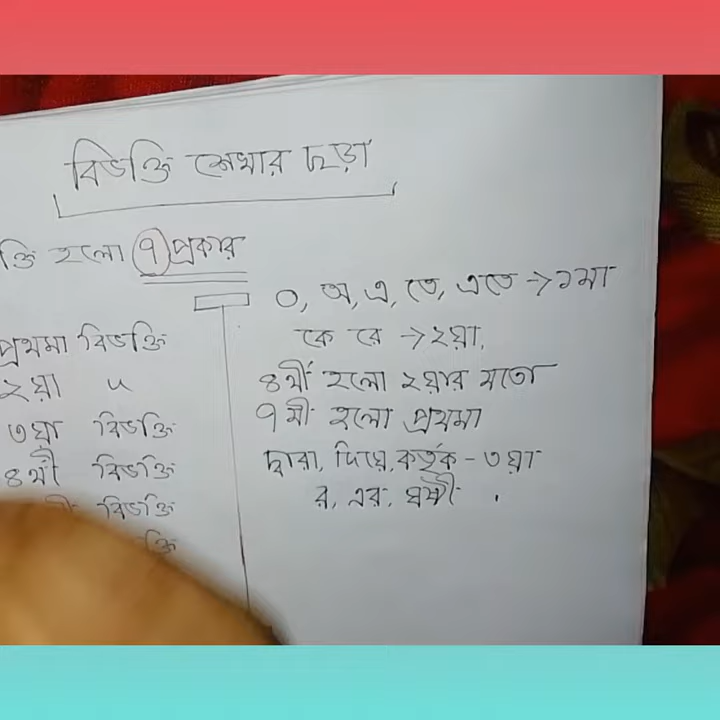 বিভক্তি শেখার ছড়া
ক্তি হলো ৭ প্রকার
প্রথমা বিভক্তি
২য়া "
৩য়া বিভক্তি
৪র্থী বিভক্তি
মী বিভক্তি
ক্তি
০, অ, এ, তে, এতে → ১মা
কে রে → ২য়া.
৪র্থী হলো ২য়ার মতো
৭মী হলো প্রথমা
দ্বারা, দিয়ে, কর্তৃক - ৩য়া
র, এর, ষষ্ঠী .